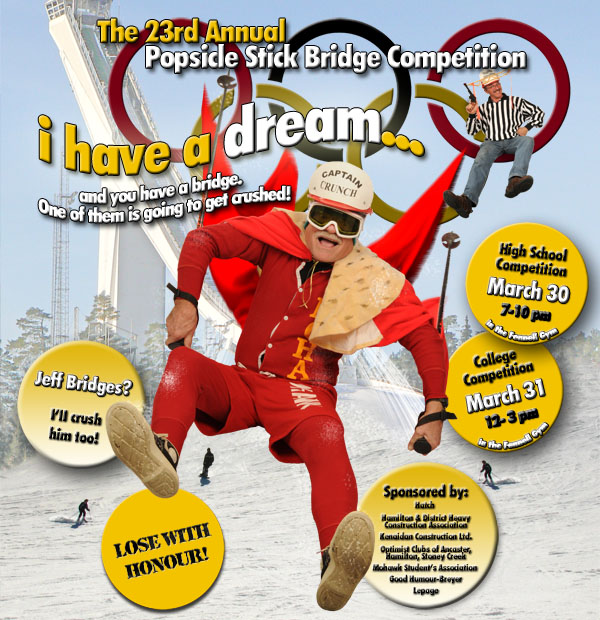 The 23rd Annual
Popsicle Stick Bridge Competition
i have a dream...
and you have a bridge.
One of them is going to get crushed!
CAPTAIN
CRUNCH
High School
Competition
March 30
7-10 pm
in the Fennell Gym
College
Competition
March 31
12-3 pm
in the Fennell Gym
Jeff Bridges?
I'll crush
him too!
LOSE WITH
HONOUR!
Sponsored by:
Hatch
Hamilton & District Heavy
Construction Association
Kenaidan Construction Ltd.
Optimist Clubs of Ancaster,
Hamilton, Stoney Creek
Mohawk Student's Association
Good Humour-Breyer
Lepage